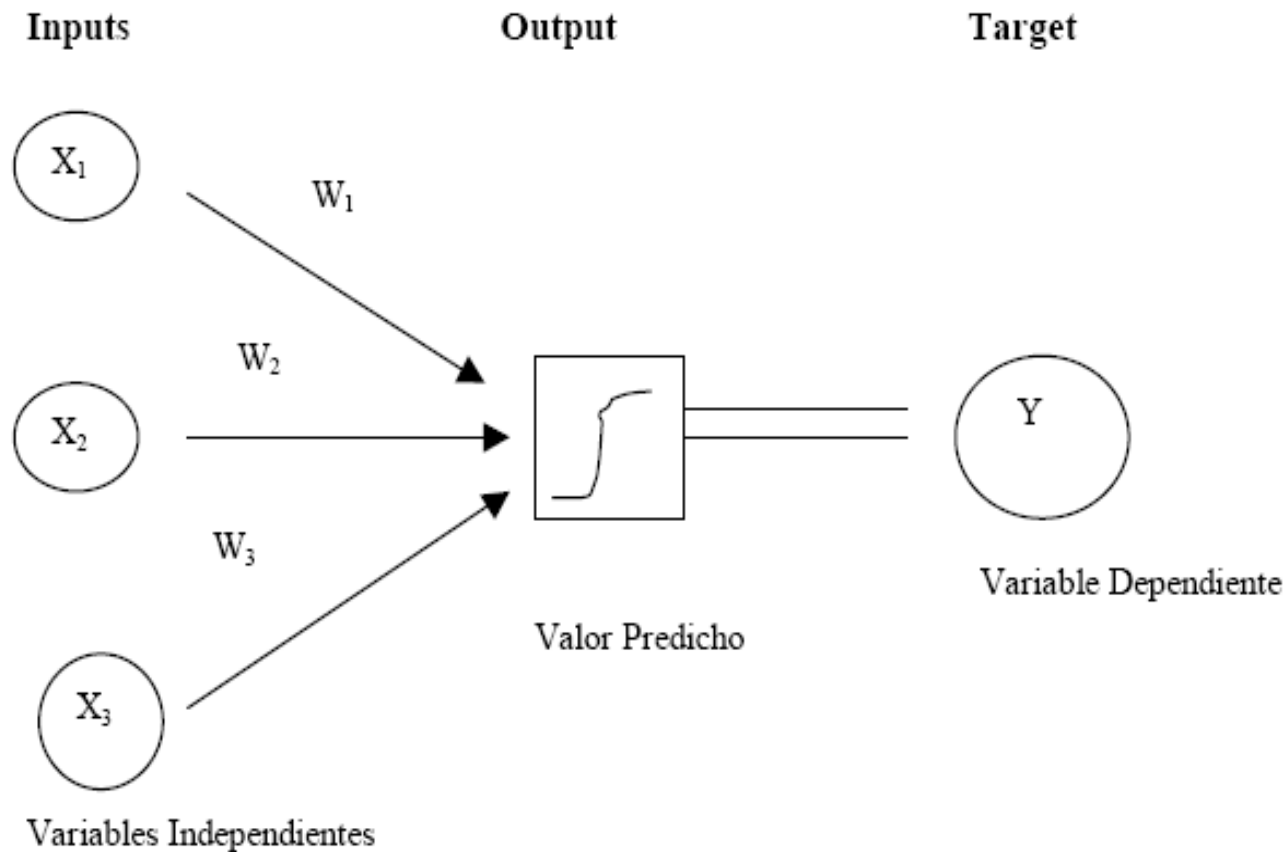 Inputs Output Target
X₁
W₁
W₂
X₂
Y
W₃
Variable Dependiente
Valor Predicho
X₃
Variables Independientes